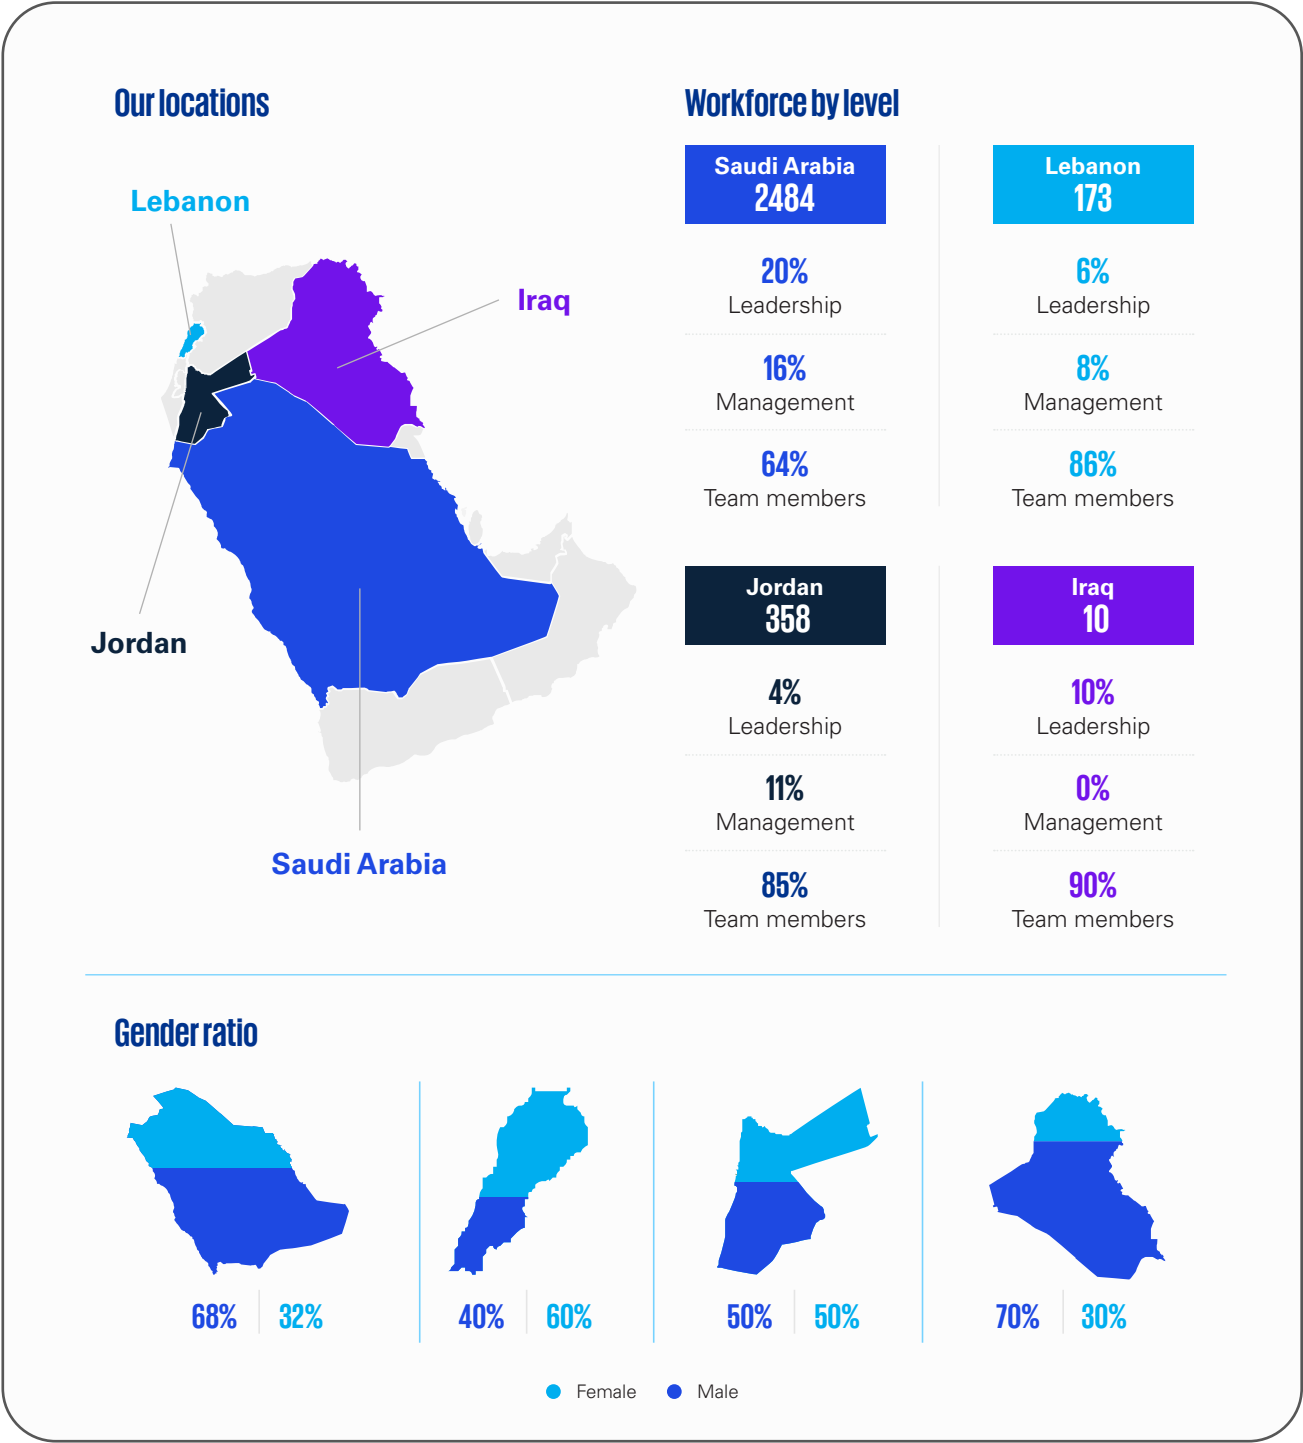 Our locations
Lebanon
Iraq
Jordan
Saudi Arabia
Workforce by level
Saudi Arabia
2484
20%
Leadership
16%
Management
64%
Team members
Lebanon
173
6%
Leadership
8%
Management
86%
Team members
Jordan
358
4%
Leadership
11%
Management
85%
Team members
Iraq
10
10%
Leadership
0%
Management
90%
Team members
Gender ratio
68% 32%
40% 60%
50% 50%
70% 30%
Female Male